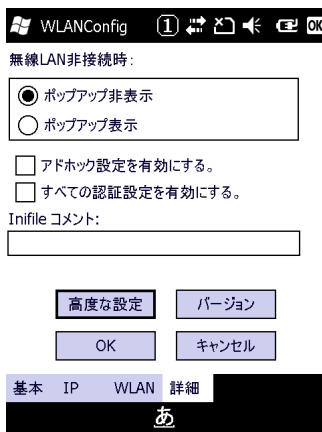 WLANConfig 1 OK
無線LAN非接続時:
ポップアップ非表示
ポップアップ表示
アドホック設定を有効にする。
すべての認証設定を有効にする。
Inifile コメント:
高度な設定 バージョン
OK キャンセル
基本 IP WLAN 詳細
あ